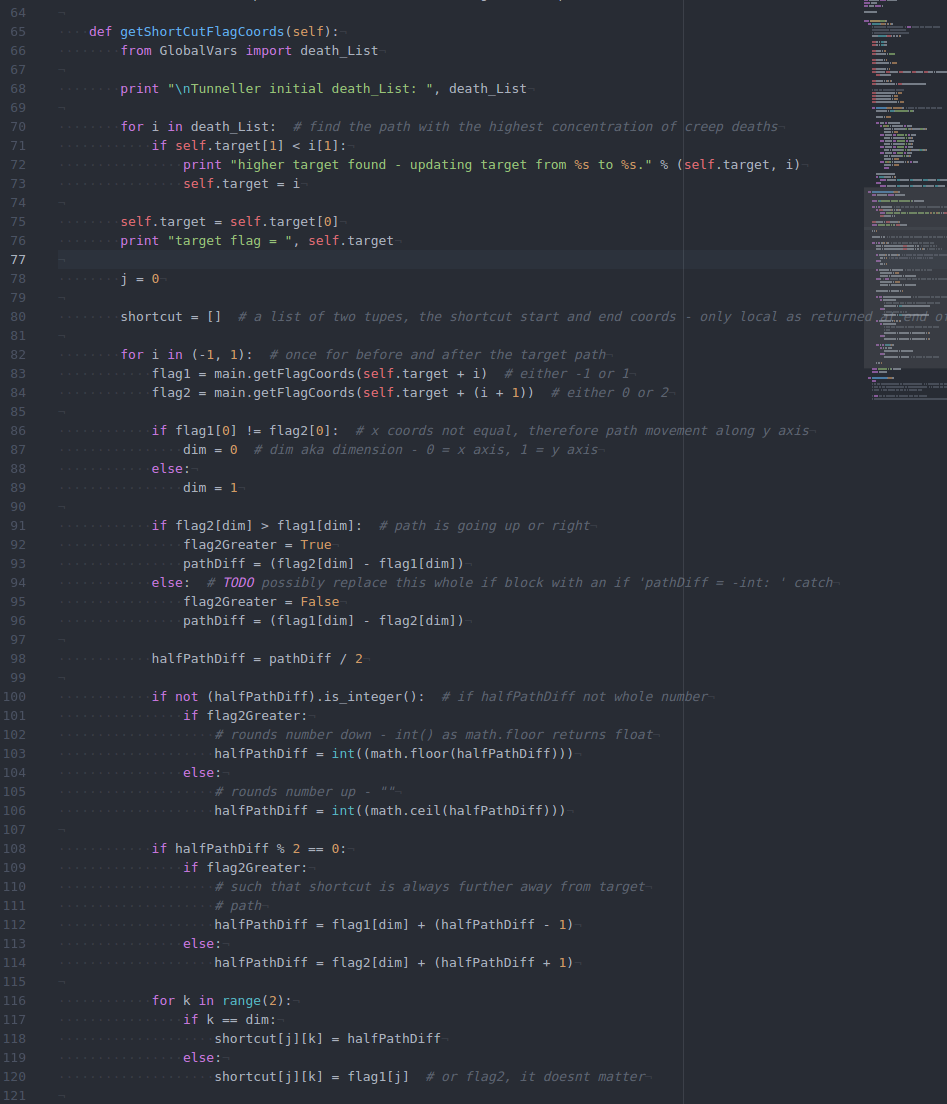 64
65 def getShortCutFlagCoords(self):
66 from GlobalVars import death_List
67
68 print "\nTunneller initial death_List: ", death_List
69
70 for i in death_List:  # find the path with the highest concentration of creep deaths
71 if self.target[1] < i[1]:
72 print "higher target found - updating target from %s to %s." % (self.target, i)
73 self.target = i
74
75 self.target = self.target[0]
76 print "target flag = ", self.target
77
78 j = 0
79
80 shortcut = []  # a list of two tupes, the shortcut start and end coords - only local as returned
81
82 for i in (-1, 1):  # once for before and after the target path
83 flag1 = main.getFlagCoords(self.target + i)  # either -1 or 1
84 flag2 = main.getFlagCoords(self.target + (i + 1))  # either 0 or 2
85
86 if flag1[0] != flag2[0]:  # x coords not equal, therefore path movement along y axis
87 dim = 0  # dim aka dimension - 0 = x axis, 1 = y axis
88 else:
89 dim = 1
90
91 if flag2[dim] > flag1[dim]:  # path is going up or right
92 flag2Greater = True
93 pathDiff = (flag2[dim] - flag1[dim])
94 else:  # TODO possibly replace this whole if block with an if 'pathDiff = -int: ' catch
95 flag2Greater = False
96 pathDiff = (flag1[dim] - flag2[dim])
97
98 halfPathDiff = pathDiff / 2
99
100 if not (halfPathDiff).is_integer():  # if halfPathDiff not whole number
101 if flag2Greater:
102 # rounds number down - int() as math.floor returns float
103 halfPathDiff = int((math.floor(halfPathDiff)))
104 else:
105 # rounds number up - ""
106 halfPathDiff = int((math.ceil(halfPathDiff)))
107
108 if halfPathDiff % 2 == 0:
109 if flag2Greater:
110 # such that shortcut is always further away from target
111 # path
112 halfPathDiff = flag1[dim] + (halfPathDiff - 1)
113 else:
114 halfPathDiff = flag2[dim] + (halfPathDiff + 1)
115
116 for k in range(2):
117 if k == dim:
118 shortcut[j][k] = halfPathDiff
119 else:
120 shortcut[j][k] = flag1[j]  # or flag2, it doesnt matter
121